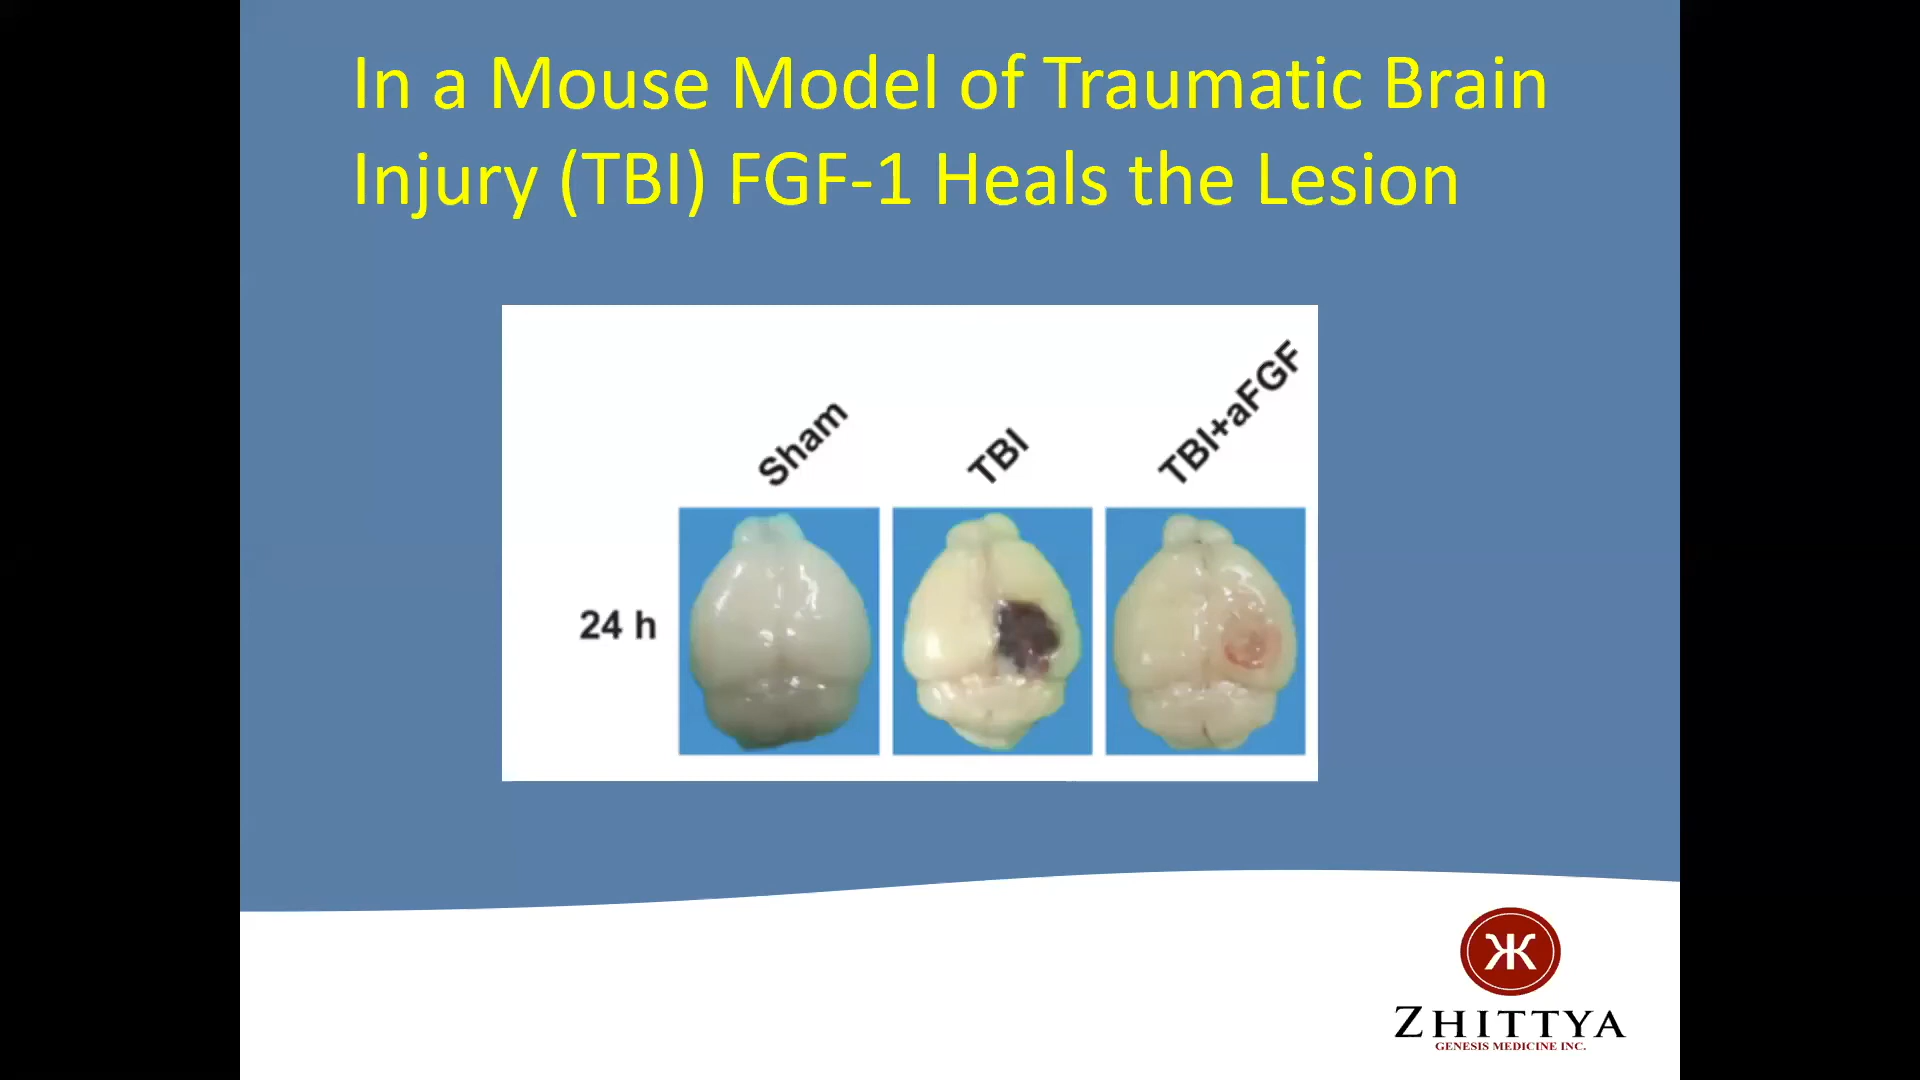 In a Mouse Model of Traumatic Brain
Injury (TBI) FGF-1 Heals the Lesion
Sham
TBI
TBI+aFGF
24 h
ZHITTYA
GENESIS MEDICINE INC.